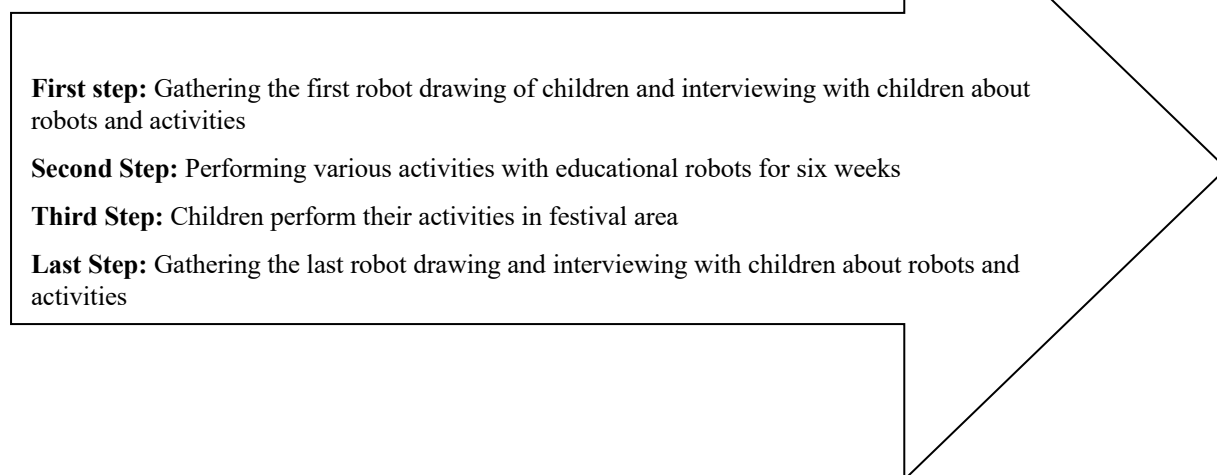 First step: Gathering the first robot drawing of children and interviewing with children about
robots and activities
Second Step: Performing various activities with educational robots for six weeks
Third Step: Children perform their activities in festival area
Last Step: Gathering the last robot drawing and interviewing with children about robots and
activities